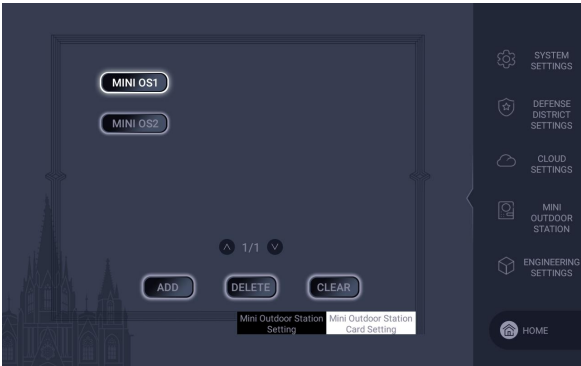 MINI OS1
MINI OS2
1/1
ADD
DELETE
CLEAR
Mini Outdoor Station
Setting
Mini Outdoor Station
Card Setting
SYSTEM
SETTINGS
DEFENSE
DISTRICT
SETTINGS
CLOUD
SETTINGS
MINI
OUTDOOR
STATION
ENGINEERING
SETTINGS
HOME